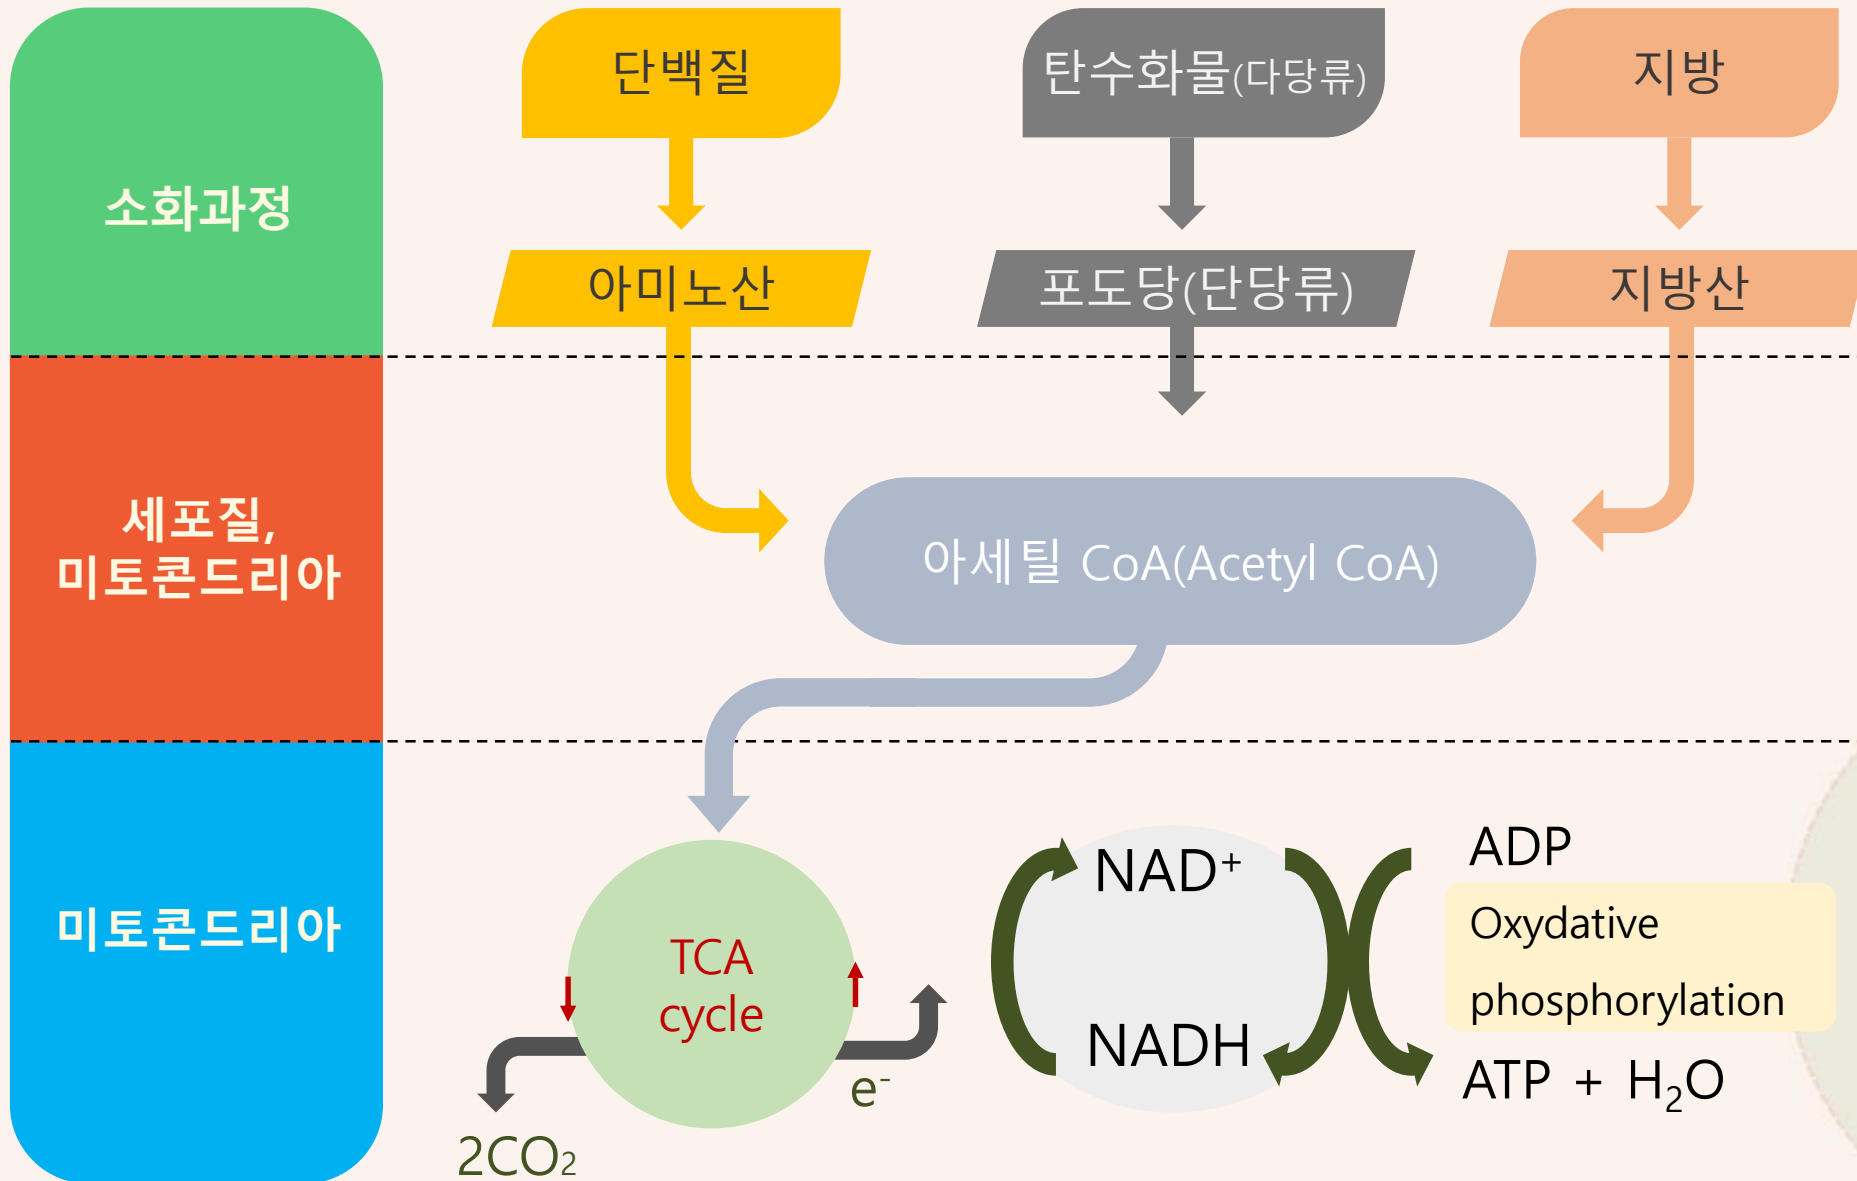 소화과정
단백질
탄수화물(다당류)
지방
아미노산
포도당(단당류)
지방산
세포질,
미토콘드리아
아세틸 CoA(Acetyl CoA)
미토콘드리아
TCA
cycle
2CO₂
e⁻
NAD⁺
NADH
ADP
Oxydative
phosphorylation
ATP + H₂O